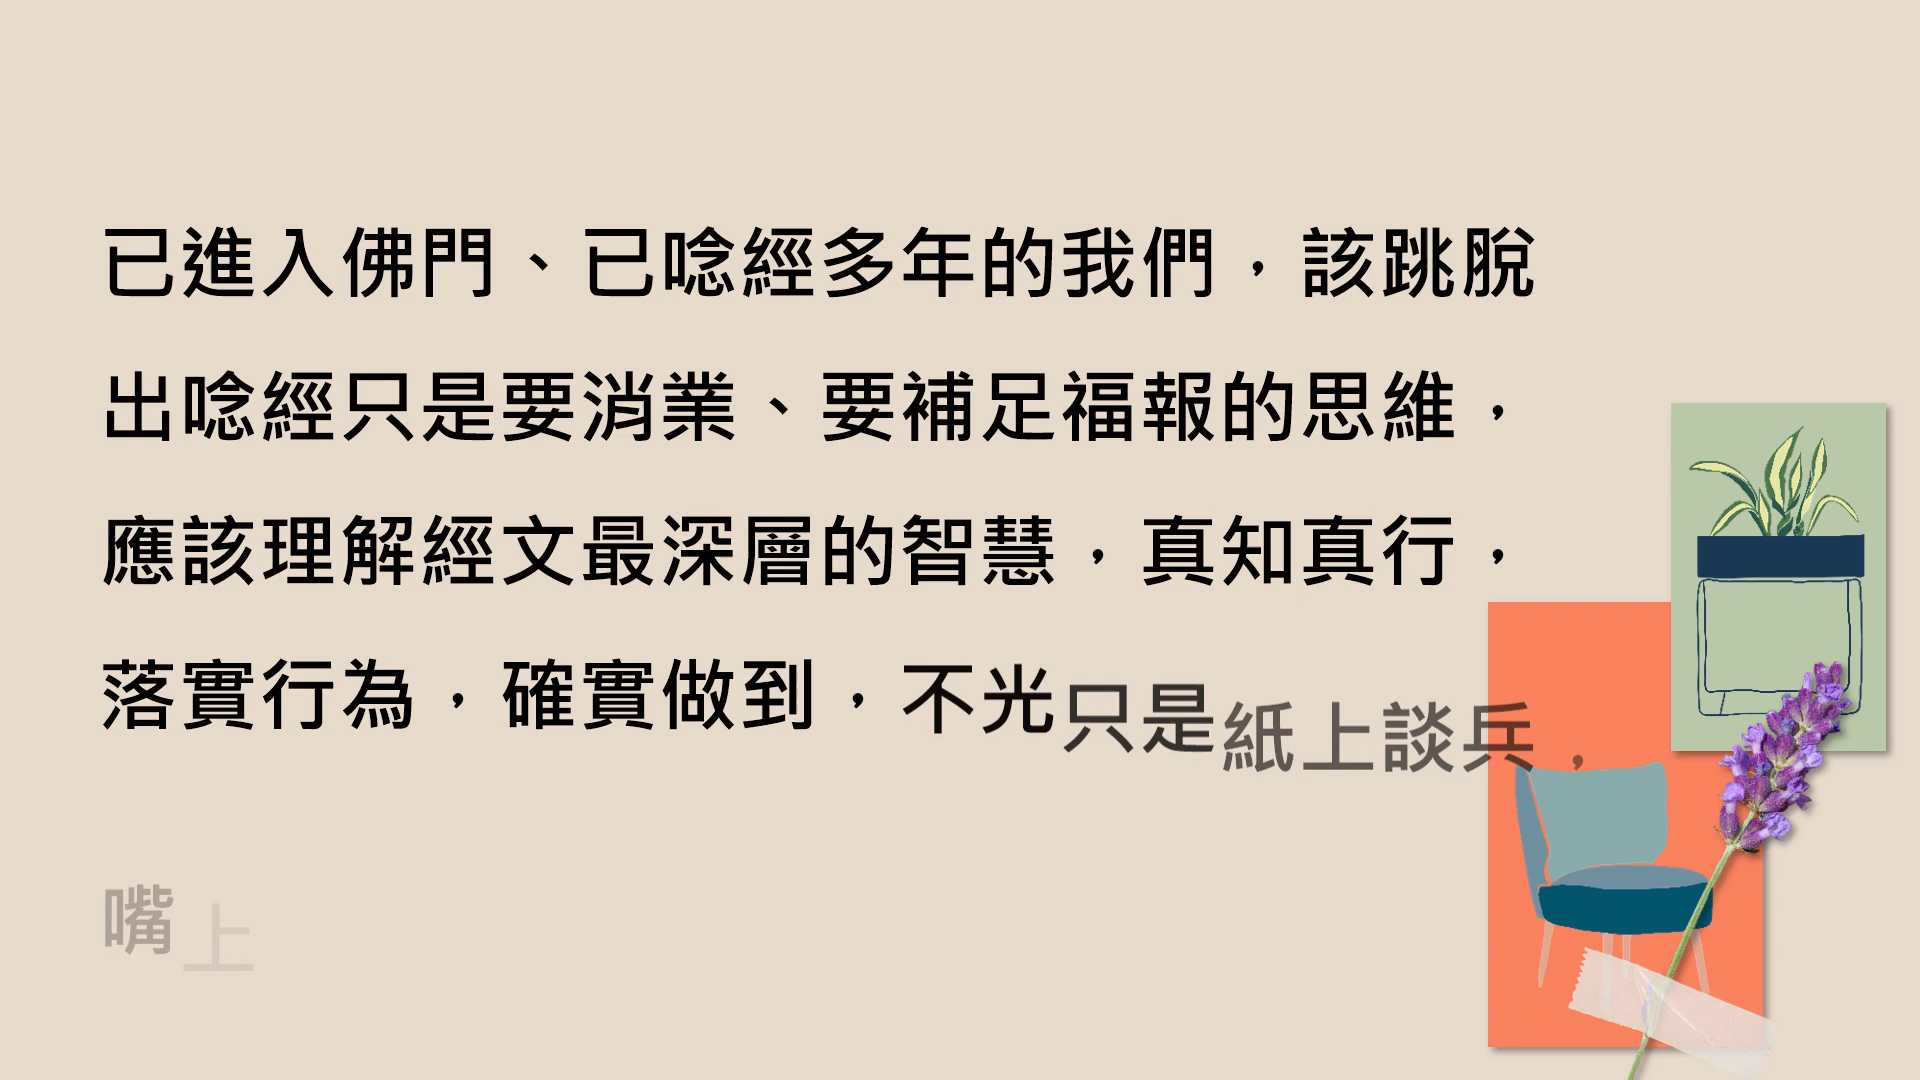 已進入佛門、已唸經多年的我們，該跳脫
出唸經只是要消業、要補足福報的思維，
應該理解經文最深層的智慧，真知真行，
落實行為，確實做到，不光只是紙上談兵，
嘴上